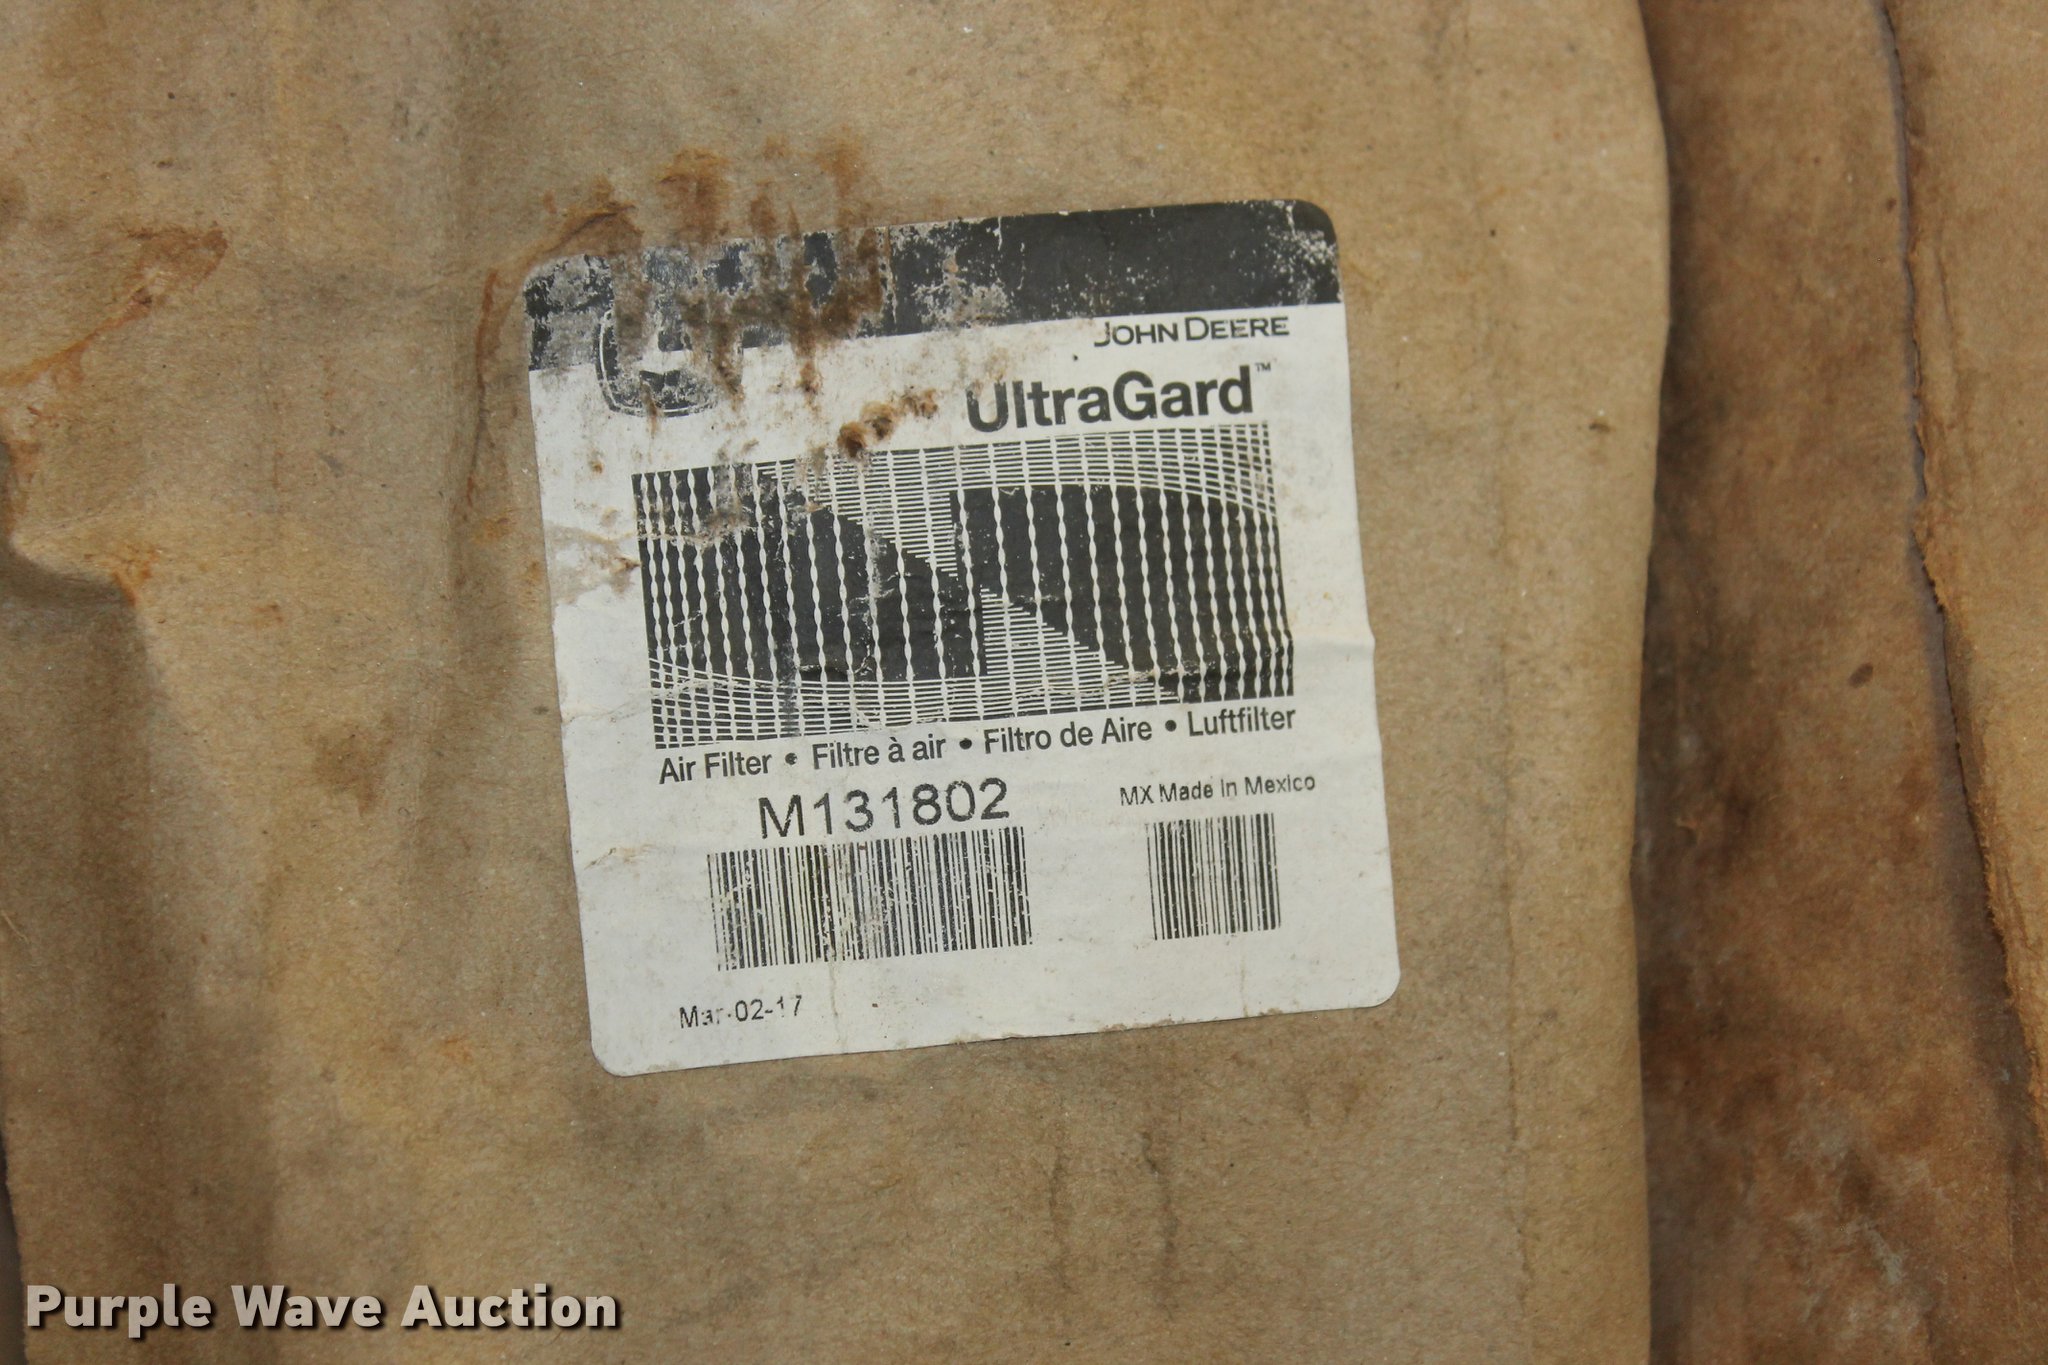 JOHN DEERE
UltraGard™
Air Filter • Filtre à air • Filtro de Aire • Luftfilter
M131802
MX Made In Mexico
Mar-02-17
Purple Wave Auction